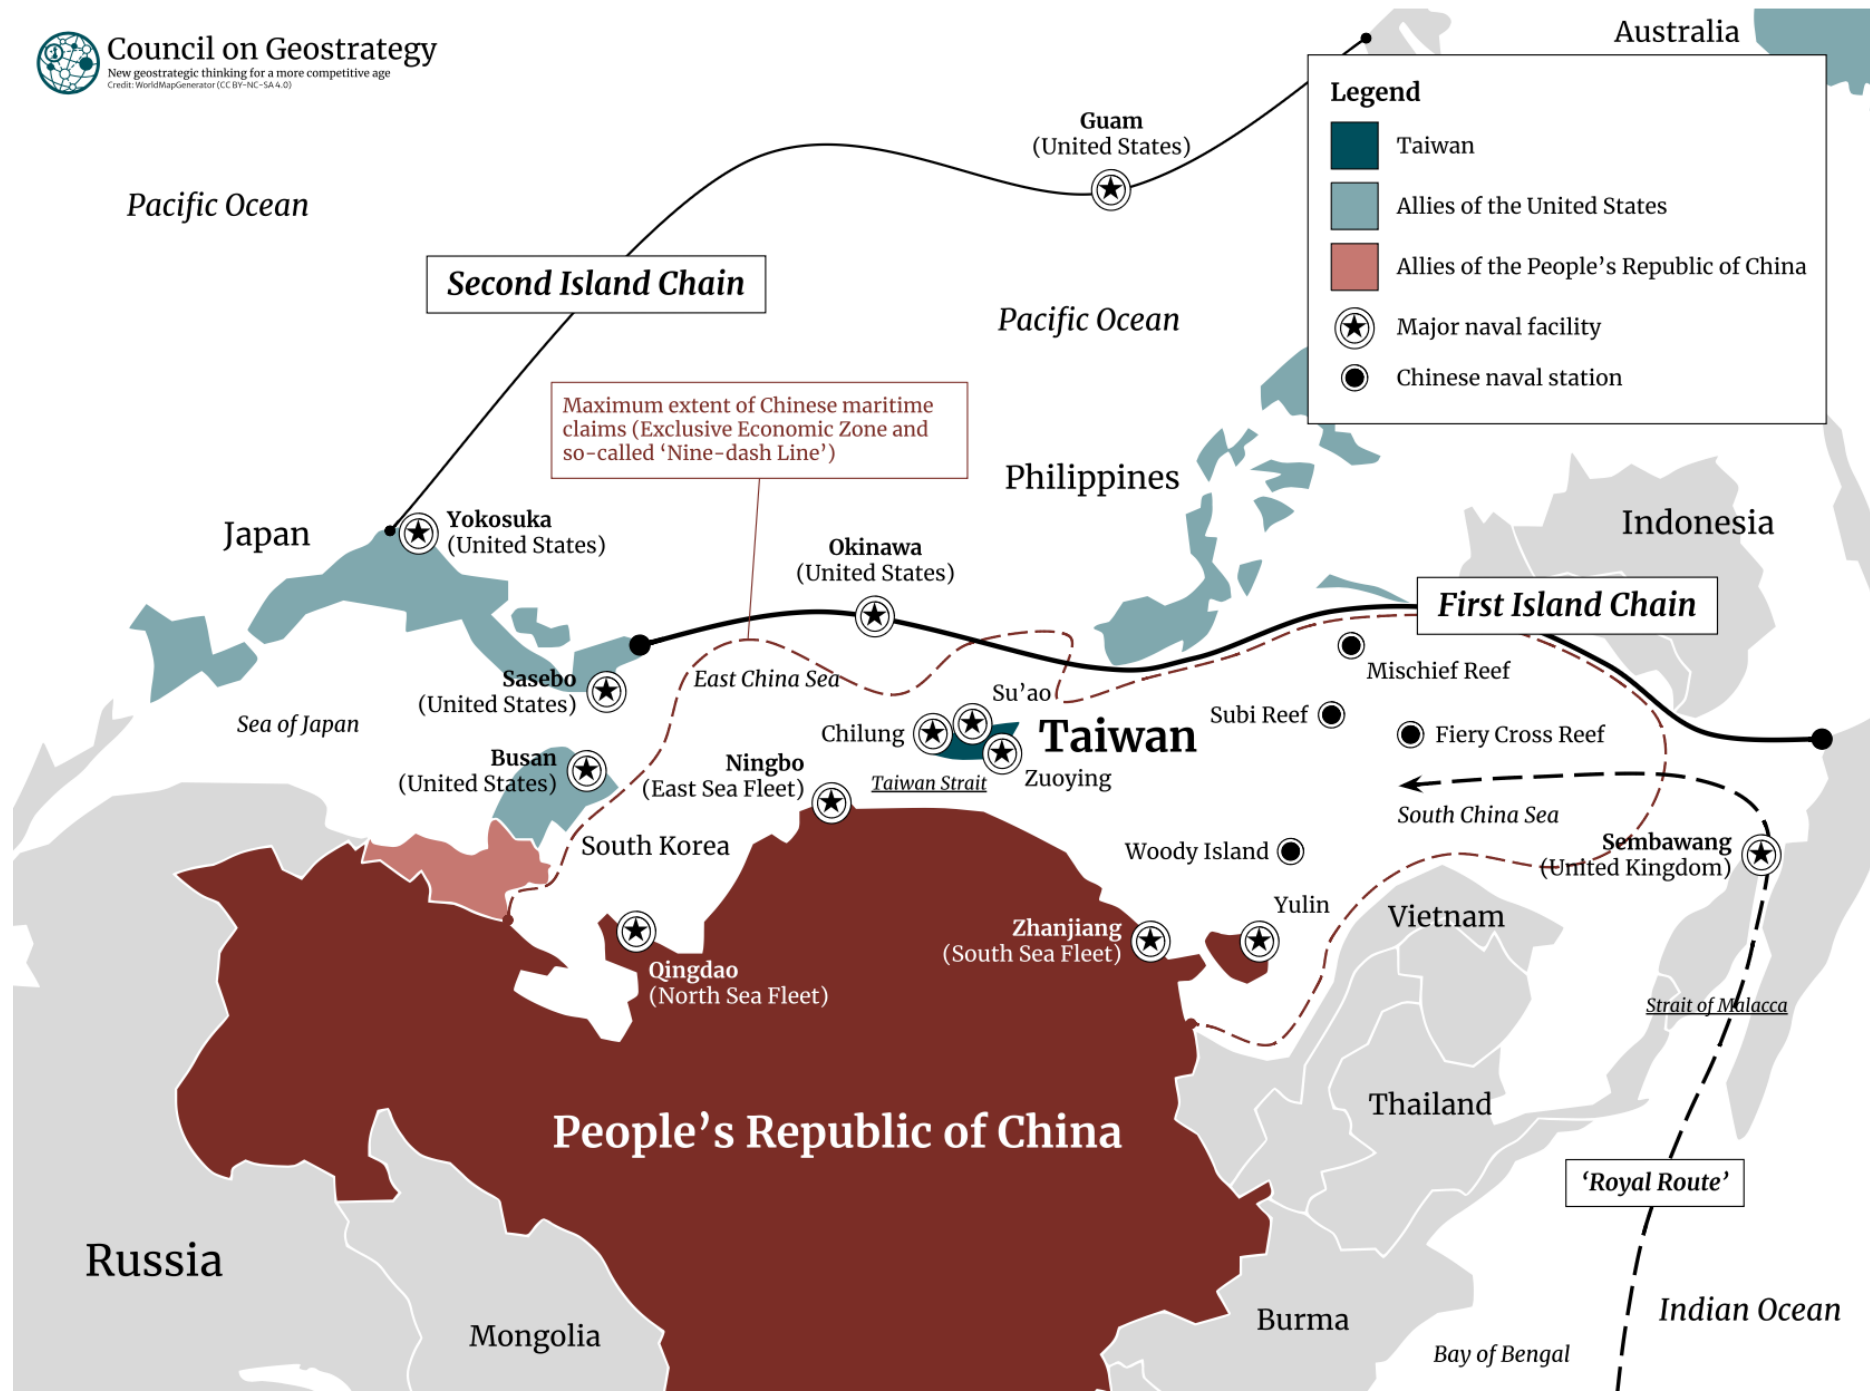 Council on Geostrategy
New geostrategic thinking for a more competitive age
Credit: WorldMapGenerator (CC BY-NC-SA 4.0)
Australia
Legend
Taiwan
Allies of the United States
Allies of the People's Republic of China
Major naval facility
Chinese naval station
Guam
(United States)
Pacific Ocean
Second Island Chain
Pacific Ocean
Maximum extent of Chinese maritime
claims (Exclusive Economic Zone and
so-called ‘Nine-dash Line’)
Philippines
Japan
Yokosuka
(United States)
Indonesia
Okinawa
(United States)
First Island Chain
Mischief Reef
East China Sea
Sasebo
(United States)
Su’ao
Subi Reef
Sea of Japan
Chilung
Taiwan
Fiery Cross Reef
Busan
(United States)
Ningbo
(East Sea Fleet)
Taiwan Strait
Zuoying
South China Sea
South Korea
Woody Island
Sembawang
(United Kingdom)
Yulin
Vietnam
Zhanjiang
(South Sea Fleet)
Qingdao
(North Sea Fleet)
Strait of Malacca
Thailand
People’s Republic of China
‘Royal Route’
Russia
Mongolia
Burma
Indian Ocean
Bay of Bengal